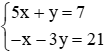 5x + y = 7
-x - 3y = 21